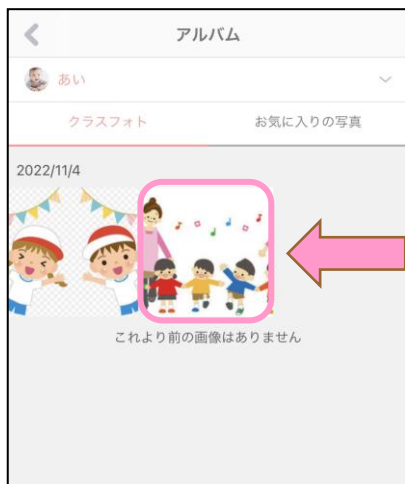 アルバム
あい
クラスフォト
お気に入りの写真
2022/11/4
これより前の画像はありません